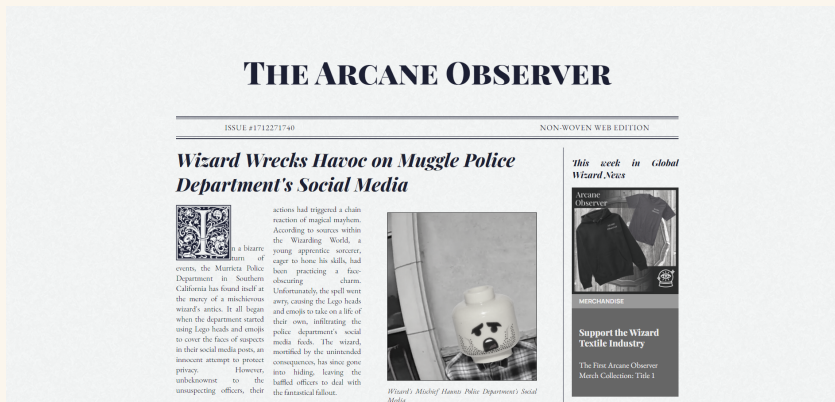 THE ARCANE OBSERVER
ISSUE #1712271740
NON-WOVEN WEB EDITION
Wizard Wrecks Havoc on Muggle Police
Department's Social Media
In a bizarre
turn of
events, the Murrieta Police
Department in Southern
California has found itself at
the mercy of a mischievous
wizard's antics. It all began
when the department started
using Lego heads and emojis
to cover the faces of suspects
in their social media posts, an
innocent attempt to protect
privacy. However,
unbeknownst to the
unsuspecting officers, their
actions had triggered a chain
reaction of magical mayhem.
According to sources within
the Wizarding World, a
young apprentice sorcerer,
eager to hone his skills, had
been practicing a face-
obscuring charm.
Unfortunately, the spell went
awry, causing the Lego heads
and emojis to take on a life of
their own, infiltrating the
police department's social
media feeds. The wizard,
mortified by the unintended
consequences, has since gone
into hiding, leaving the
baffled officers to deal with
the fantastical fallout.
Wizard's Mischief Haunts Police Department's Social
Media
This week in Global
Wizard News
Arcane
Observer
MERCHANDISE
Support the Wizard
Textile Industry
The First Arcane Observer
Merch Collection: Title 1